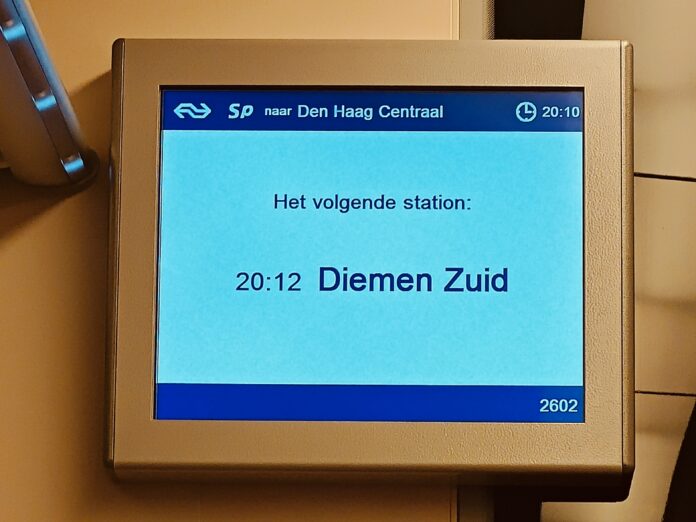 Sp naar Den Haag Centraal 20:10
Het volgende station:
20:12 Diemen Zuid
2602